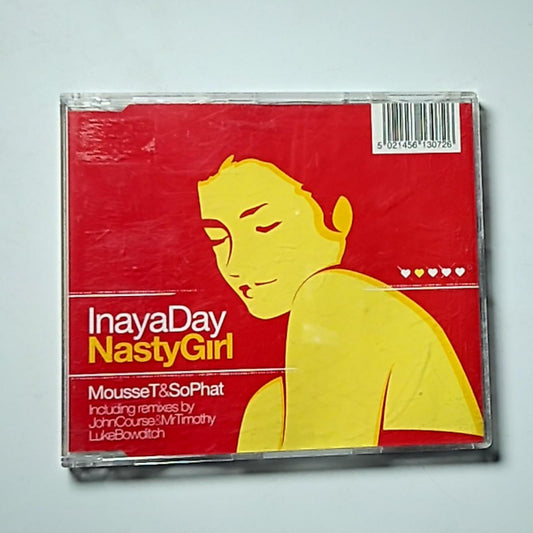 5 021456 130726
InayaDay
NastyGirl
MousseT&SoPhat
Including remixes by
JohnCourse&MrTimothy
LukeBowditch